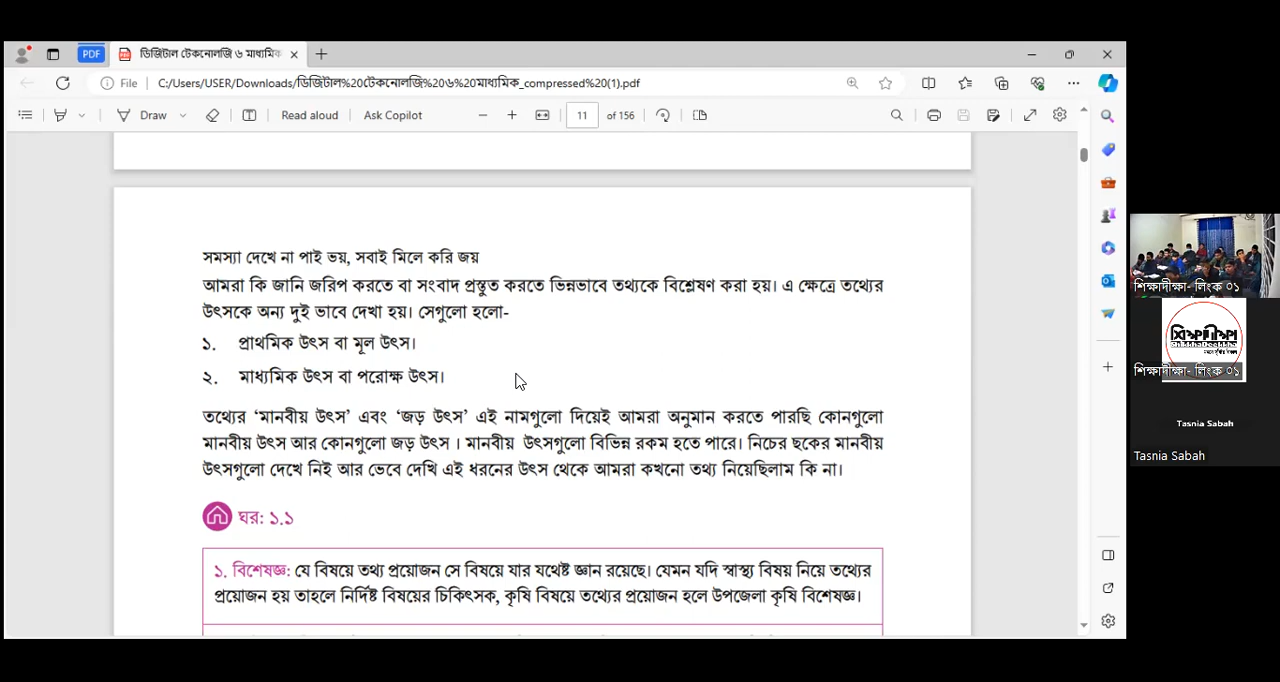 PDF
ডিজিটাল টেকনোলজি ৬ মাধ্যমিক
File C:/Users/USER/Downloads/ডিজিটাল%20টেকনোলজি%20৬%20মাধ্যমিক_compressed%20(1).pdf
Draw Read aloud Ask Copilot 11 of 156
সমস্যা দেখে না পাই ভয়, সবাই মিলে করি জয়
আমরা কি জানি জরিপ করতে বা সংবাদ প্রস্তুত করতে ভিন্নভাবে তথ্যকে বিশ্লেষণ করা হয়। এ ক্ষেত্রে তথ্যের
উৎসকে অন্য দুই ভাবে দেখা হয়। সেগুলো হলো-
১. প্রাথমিক উৎস বা মূল উৎস।
২. মাধ্যমিক উৎস বা পরোক্ষ উৎস।
তথ্যের ‘মানবীয় উৎস’ এবং ‘জড় উৎস’ এই নামগুলো দিয়েই আমরা অনুমান করতে পারছি কোনগুলো
মানবীয় উৎস আর কোনগুলো জড় উৎস । মানবীয় উৎসগুলো বিভিন্ন রকম হতে পারে। নিচের ছকের মানবীয়
উৎসগুলো দেখে নিই আর ভেবে দেখি এই ধরনের উৎস থেকে আমরা কখনো তথ্য নিয়েছিলাম কি না।
ঘর: ১.১
১. বিশেষজ্ঞ: যে বিষয়ে তথ্য প্রয়োজন সে বিষয়ে যার যথেষ্ট জ্ঞান রয়েছে। যেমন যদি স্বাস্থ্য বিষয় নিয়ে তথ্যের
প্রয়োজন হয় তাহলে নির্দিষ্ট বিষয়ের চিকিৎসক, কৃষি বিষয়ে তথ্যের প্রয়োজন হলে উপজেলা কৃষি বিশেষজ্ঞ।
শিক্ষাদীক্ষা- লিংক ০১
শিক্ষাদীক্ষা
শিক্ষাদীক্ষা- লিংক ০১
Tasnia Sabah
Tasnia Sabah